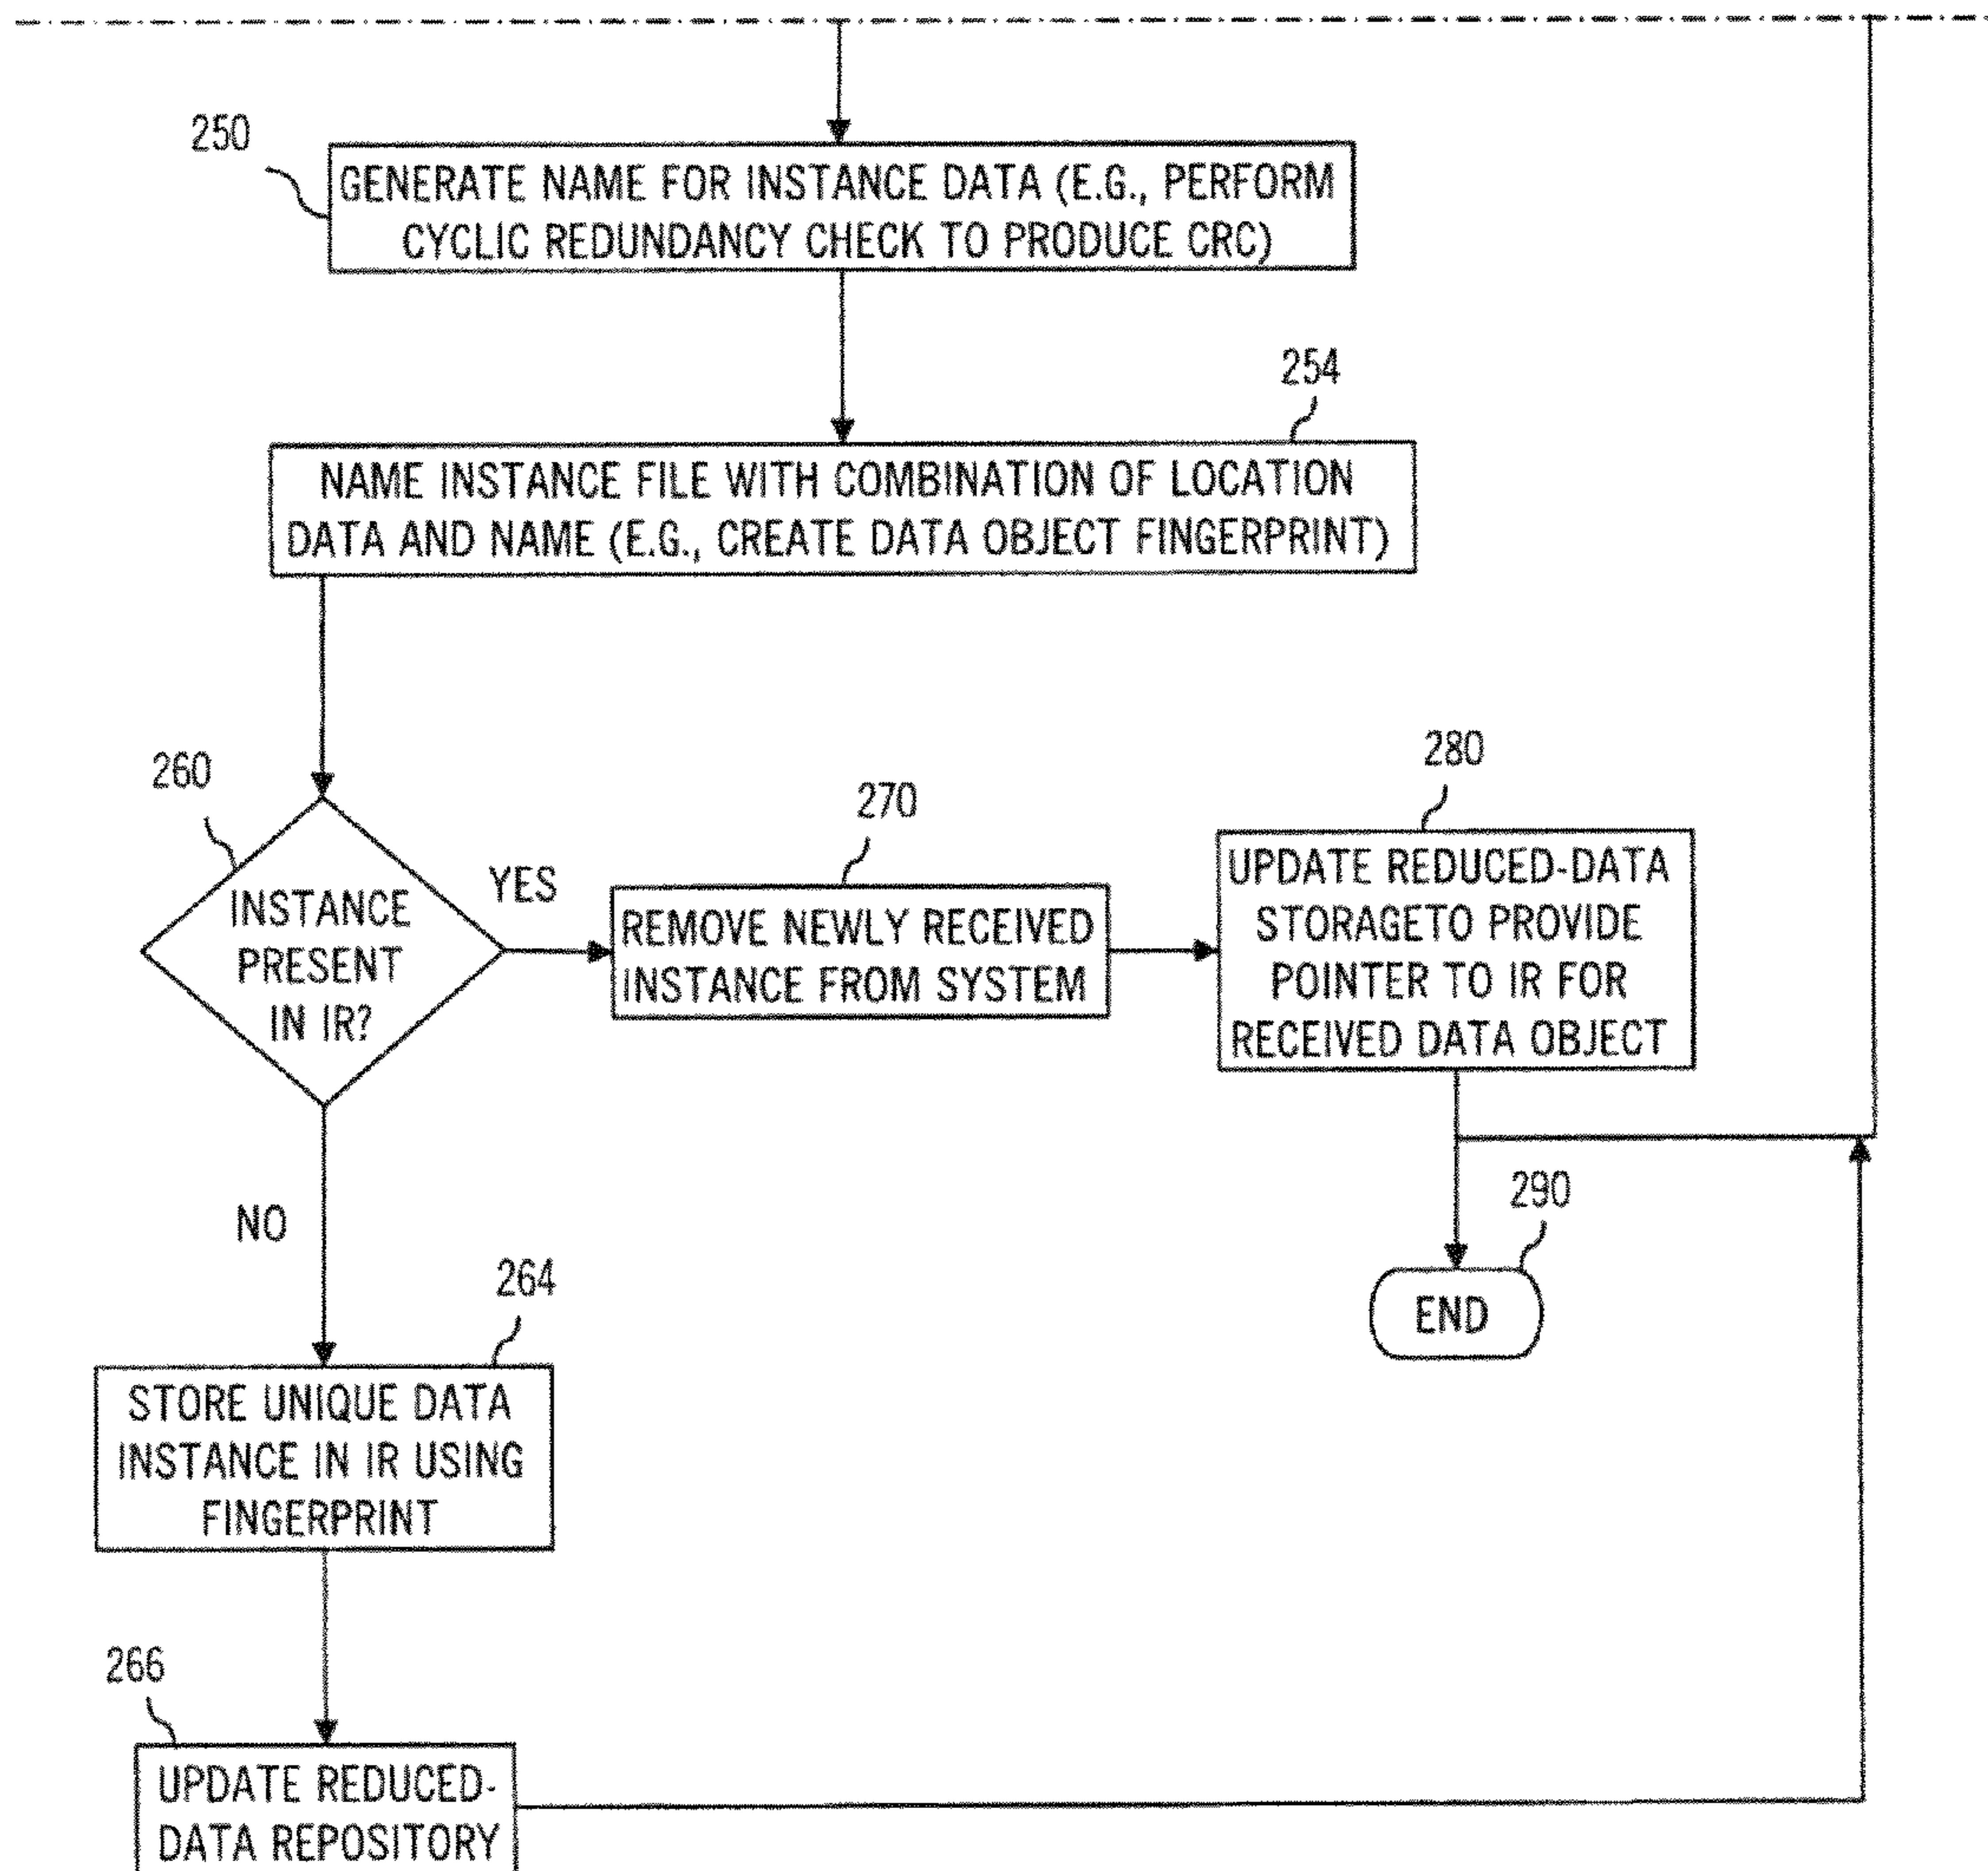 250
GENERATE NAME FOR INSTANCE DATA (E.G., PERFORM
CYCLIC REDUNDANCY CHECK TO PRODUCE CRC)
254
NAME INSTANCE FILE WITH COMBINATION OF LOCATION
DATA AND NAME (E.G., CREATE DATA OBJECT FINGERPRINT)
260
INSTANCE
PRESENT
IN IR?
YES
270
REMOVE NEWLY RECEIVED
INSTANCE FROM SYSTEM
280
UPDATE REDUCED-DATA
STORAGETO PROVIDE
POINTER TO IR FOR
RECEIVED DATA OBJECT
290
END
NO
264
STORE UNIQUE DATA
INSTANCE IN IR USING
FINGERPRINT
266
UPDATE REDUCED-
DATA REPOSITORY